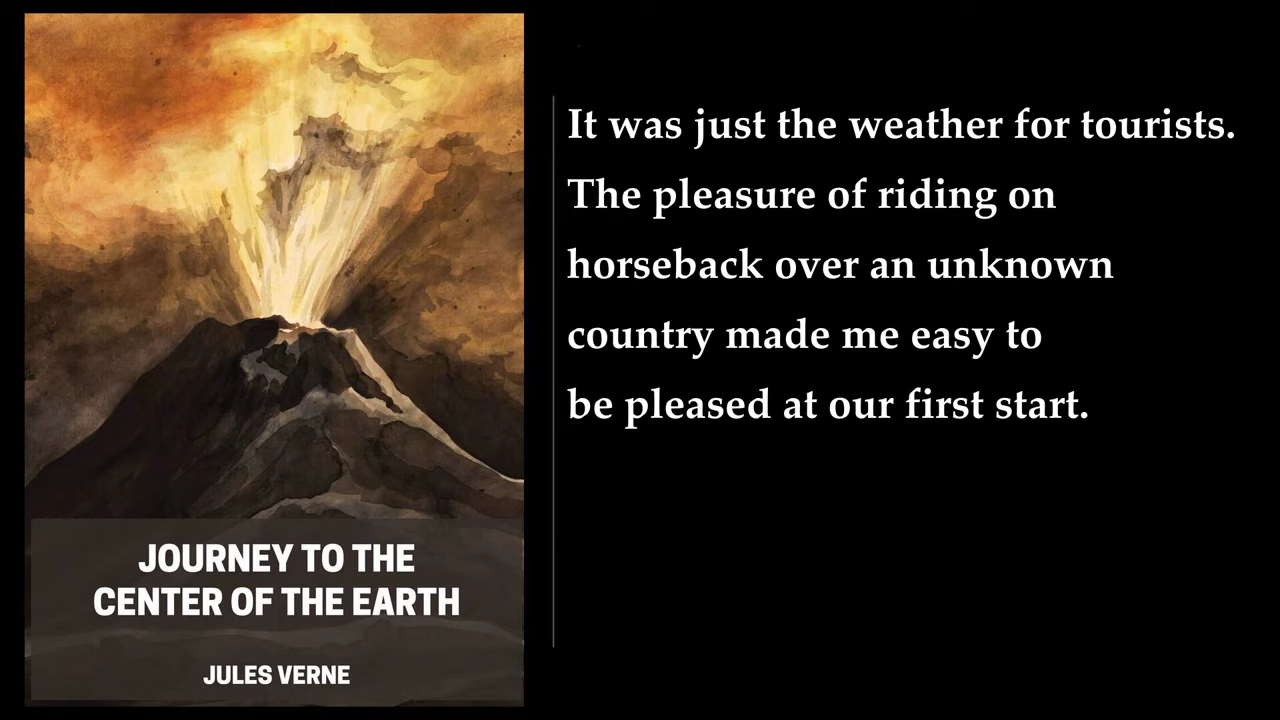 JOURNEY TO THE
CENTER OF THE EARTH
JULES VERNE
It was just the weather for tourists.
The pleasure of riding on
horseback over an unknown
country made me easy to
be pleased at our first start.